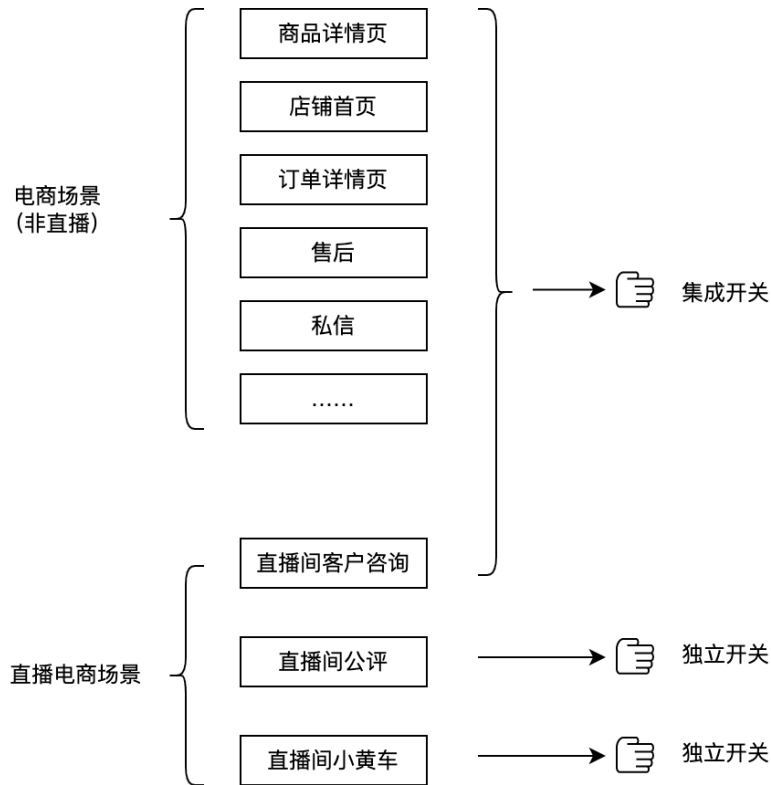 商品详情页
店铺首页
订单详情页
电商场景
(非直播)
售后
集成开关
私信
……
直播间客户咨询
直播电商场景
直播间公评
独立开关
直播间小黄车
独立开关